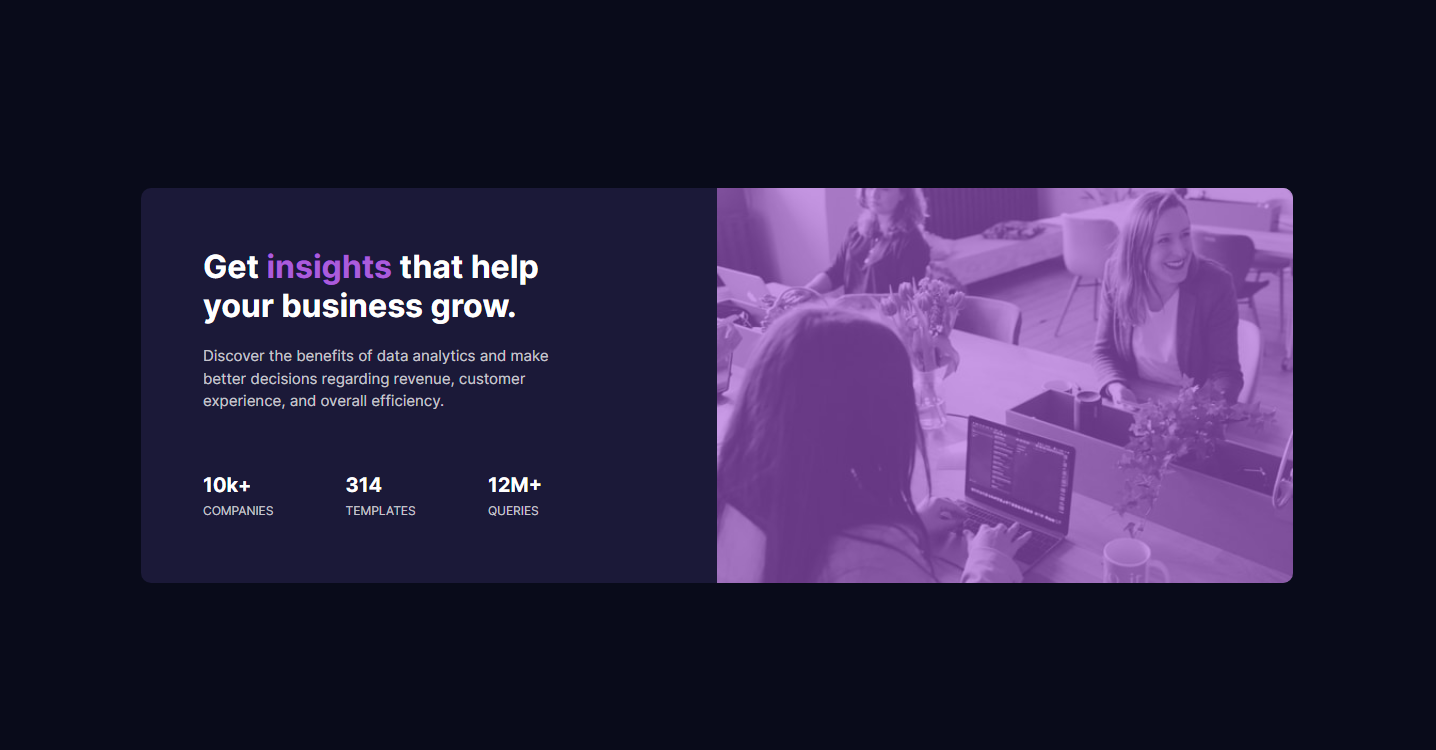 Get insights that help
your business grow.
Discover the benefits of data analytics and make
better decisions regarding revenue, customer
experience, and overall efficiency.
10k+ 314 12M+
COMPANIES TEMPLATES QUERIES